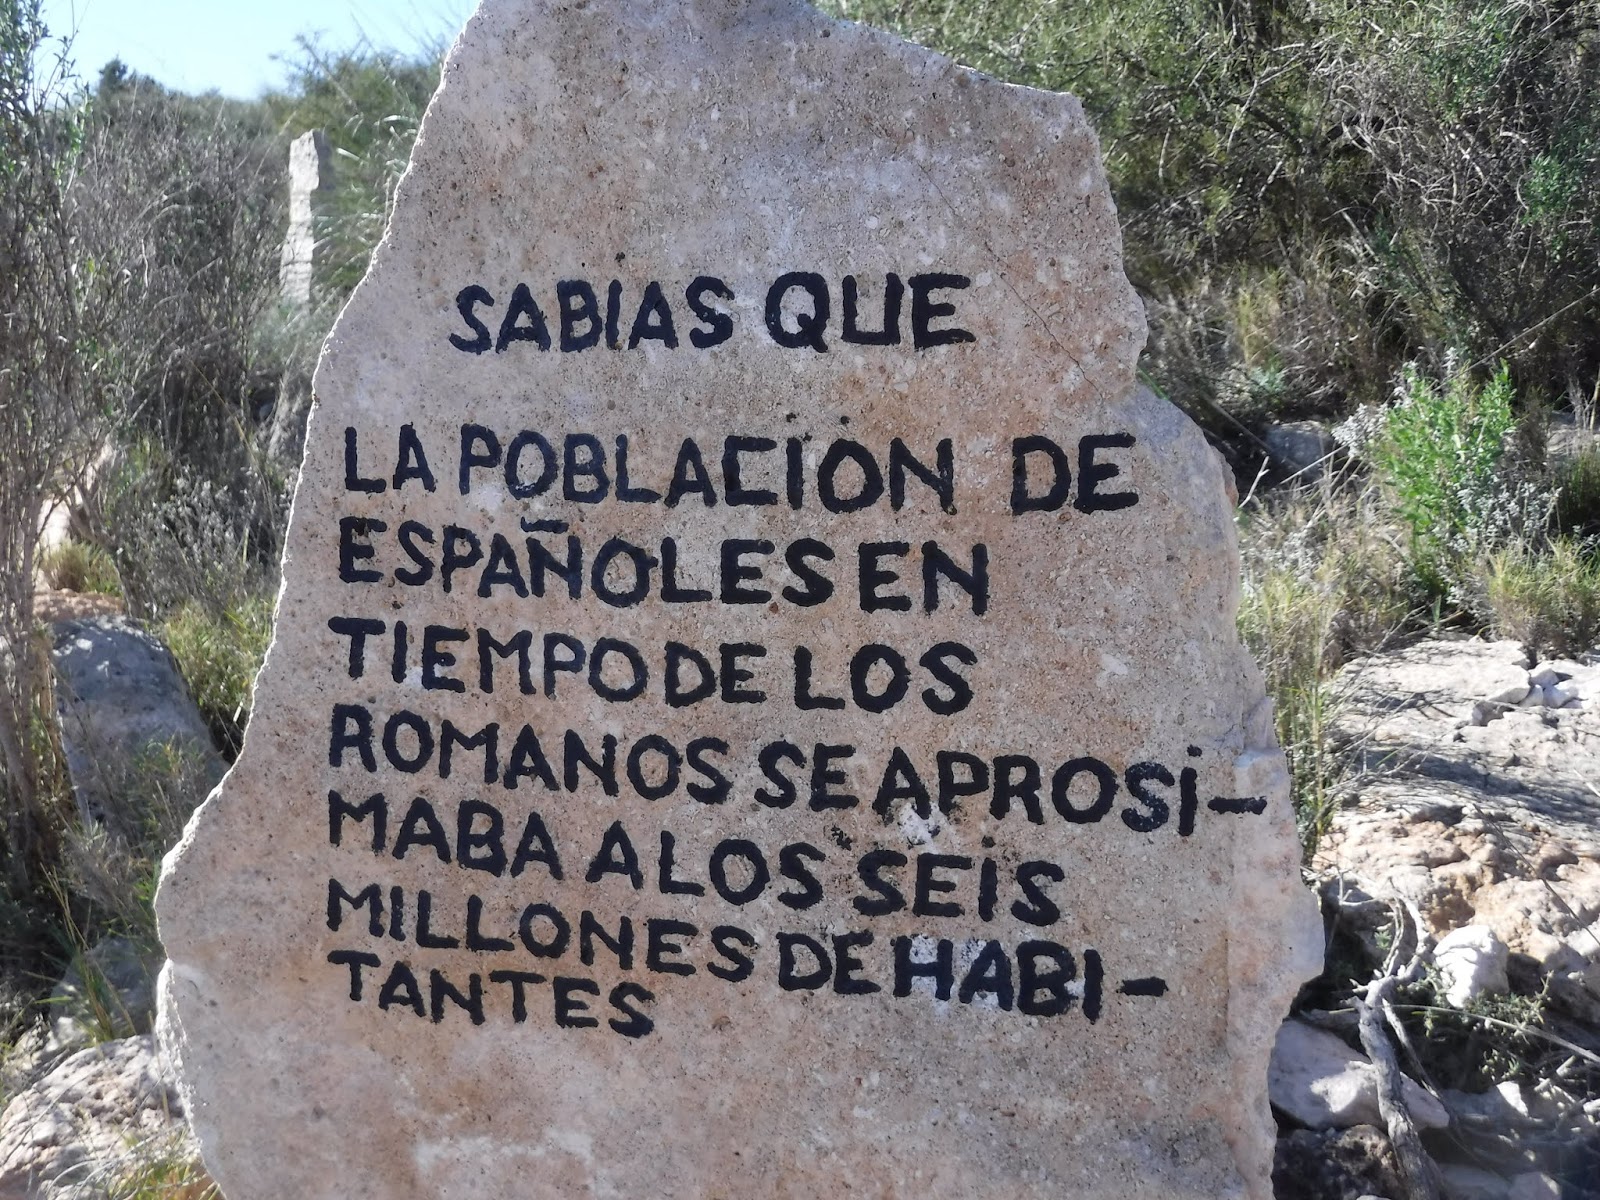 SABIAS QUE
LA POBLACION DE
ESPAÑOLES EN
TIEMPO DE LOS
ROMANOS SE APROSI-
MABA A LOS SEIS
MILLONES DE HABI-
TANTES